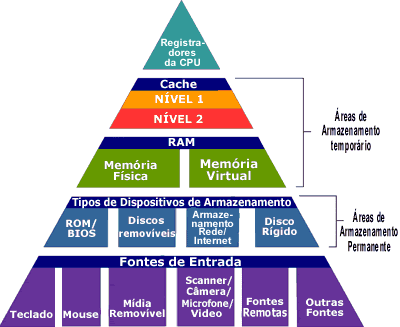 Registra-
dores
da CPU
Cache
NÍVEL 1
NÍVEL 2
Áreas de
Armazenamento
temporário
RAM
Memória
Física
Memória
Virtual
Tipos de Dispositivos de Armazenamento
ROM/
BIOS
Discos
removíveis
Armaze-
namento
Rede/
Internet
Disco
Rígido
Áreas de
Armazenamento
Permanente
Fontes de Entrada
Teclado
Mouse
Mídia
Removível
Scanner/
Câmera/
Microfone/
Video
Fontes
Remotas
Outras
Fontes